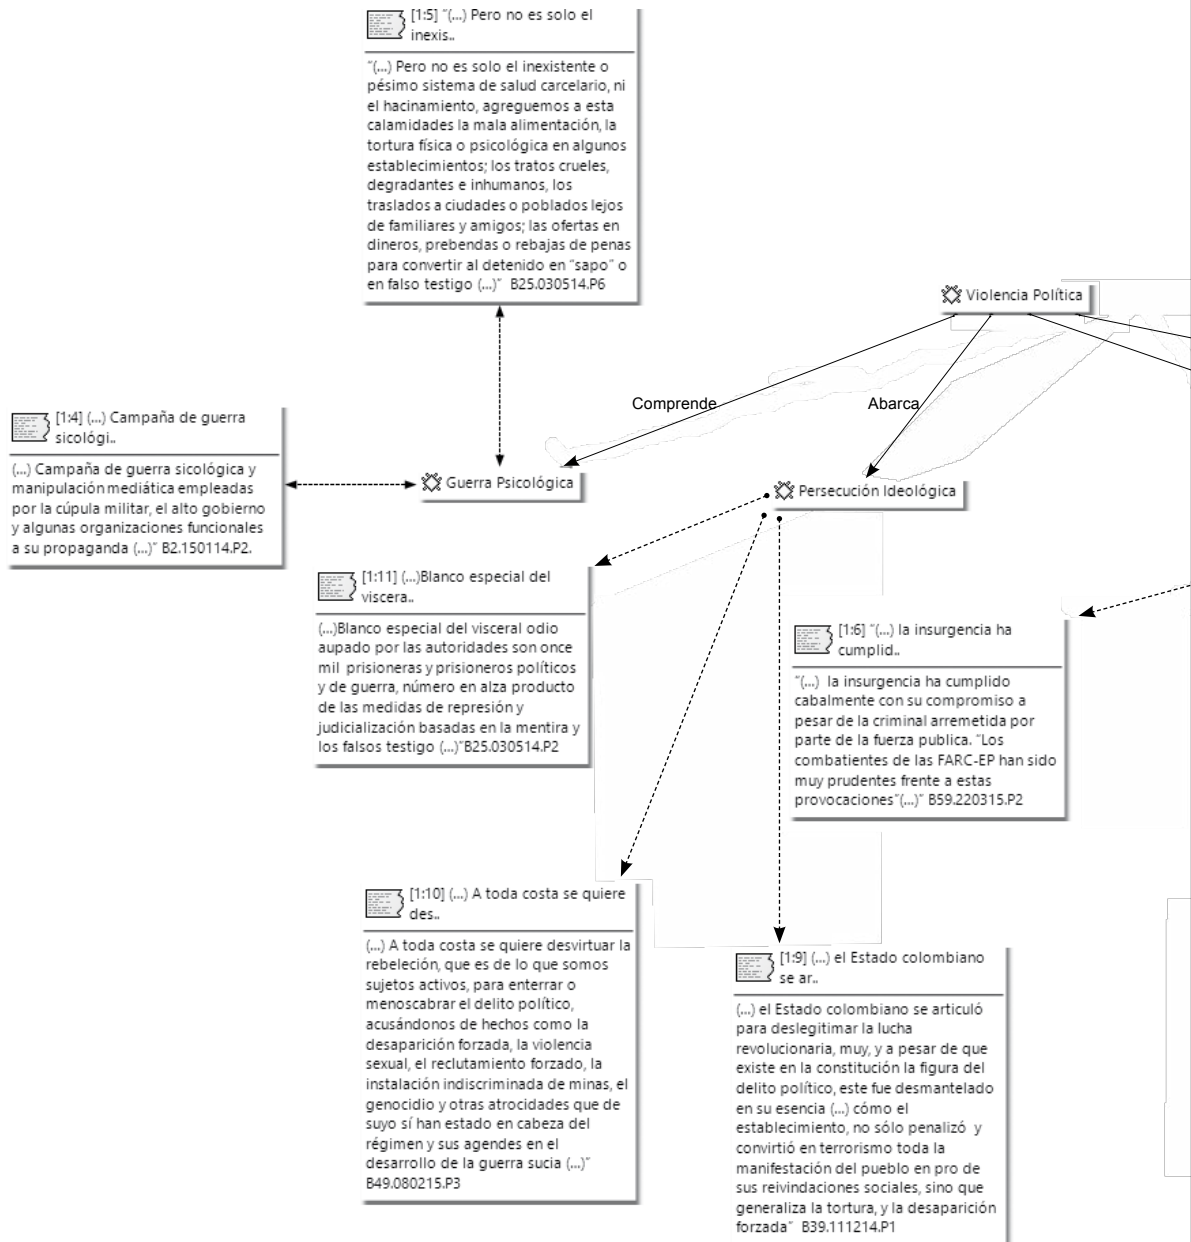 [1:5] "(...) Pero no es solo el
inexis..
"(...) Pero no es solo el inexistente o
pésimo sistema de salud carcelario, ni
el hacinamiento, agreguemos a esta
calamidades la mala alimentación, la
tortura física o psicológica en algunos
establecimientos; los tratos crueles,
degradantes e inhumanos, los
traslados a ciudades o poblados lejos
de familiares y amigos; las ofertas en
dineros, prebendas o rebajas de penas
para convertir al detenido en "sapo" o
en falso testigo (...)" B25.030514.P6
Violencia Política
Comprende
Abarca
[1:4] (...) Campaña de guerra
sicológi..
(...) Campaña de guerra sicológica y
manipulación mediática empleadas
por la cúpula militar, el alto gobierno
y algunas organizaciones funcionales
a su propaganda (...)" B2.150114.P2.
Guerra Psicológica
Persecución Ideológica
[1:11] (...)Blanco especial del
viscera..
(...)Blanco especial del visceral odio
aupado por las autoridades son once
mil prisioneras y prisioneros políticos
y de guerra, número en alza producto
de las medidas de represión y
judicialización basadas en la mentira y
los falsos testigo (...)"B25.030514.P2
[1:6] "(...) la insurgencia ha
cumplid..
"(...) la insurgencia ha cumplido
cabalmente con su compromiso a
pesar de la criminal arremetida por
parte de la fuerza publica. "Los
combatientes de las FARC-EP han sido
muy prudentes frente a estas
provocaciones"(...)" B59.220315.P2
[1:10] (...) A toda costa se quiere
des..
(...) A toda costa se quiere desvirtuar la
rebeleción, que es de lo que somos
sujetos activos, para enterrar o
menoscabrar el delito político,
acusándonos de hechos como la
desaparición forzada, la violencia
sexual, el reclutamiento forzado, la
instalación indiscriminada de minas, el
genocidio y otras atrocidades que de
suyo sí han estado en cabeza del
régimen y sus agendes en el
desarrollo de la guerra sucia (...)"
B49.080215.P3
[1:9] (...) el Estado colombiano
se ar..
(...) el Estado colombiano se articuló
para deslegitimar la lucha
revolucionaria, muy, y a pesar de que
existe en la constitución la figura del
delito político, este fue desmantelado
en su esencia (...) cómo el
establecimiento, no sólo penalizó y
convirtió en terrorismo toda la
manifestación del pueblo en pro de
sus reivindaciones sociales, sino que
generaliza la tortura, y la desaparición
forzada" B39.111214.P1